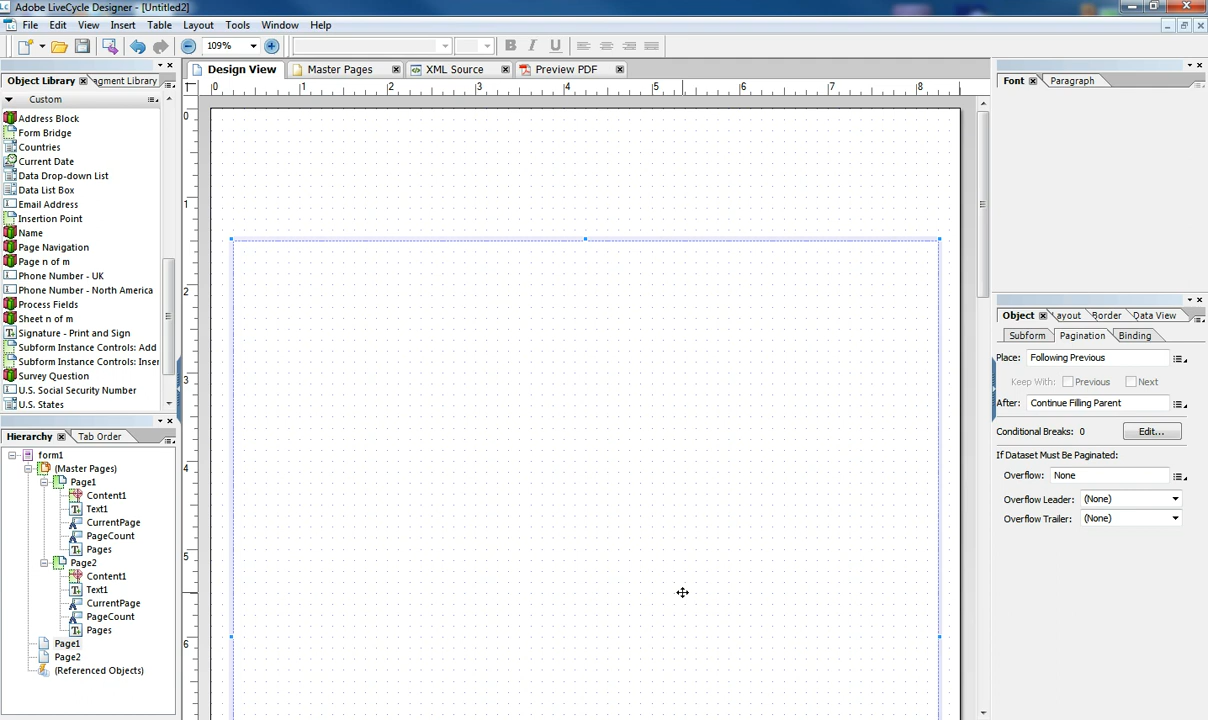 Adobe LiveCycle Designer - [Untitled2]
File Edit View Insert Table Layout Tools Window Help
109%
B I U
Object Library
agment Library
Custom
Address Block
Form Bridge
Countries
Current Date
Data Drop-down List
Data List Box
Email Address
Insertion Point
Name
Page Navigation
Page n of m
Phone Number - UK
Phone Number - North America
Process Fields
Sheet n of m
Signature - Print and Sign
Subform Instance Controls: Add
Subform Instance Controls: Inser
Survey Question
U.S. Social Security Number
U.S. States
Hierarchy
Tab Order
form1
(Master Pages)
Page1
Content1
Text1
CurrentPage
PageCount
Pages
Page2
Content1
Text1
CurrentPage
PageCount
Pages
Page1
Page2
(Referenced Objects)
Design View
Master Pages
XML Source
Preview PDF
0 1 2 3 4 5 6 7 8
0
1
2
3
4
5
6
Font
Paragraph
Object
ayout
Border
Data View
Subform
Pagination
Binding
Place: Following Previous
Keep With: Previous Next
After: Continue Filling Parent
Conditional Breaks: 0 Edit...
If Dataset Must Be Paginated:
Overflow: None
Overflow Leader: (None)
Overflow Trailer: (None)